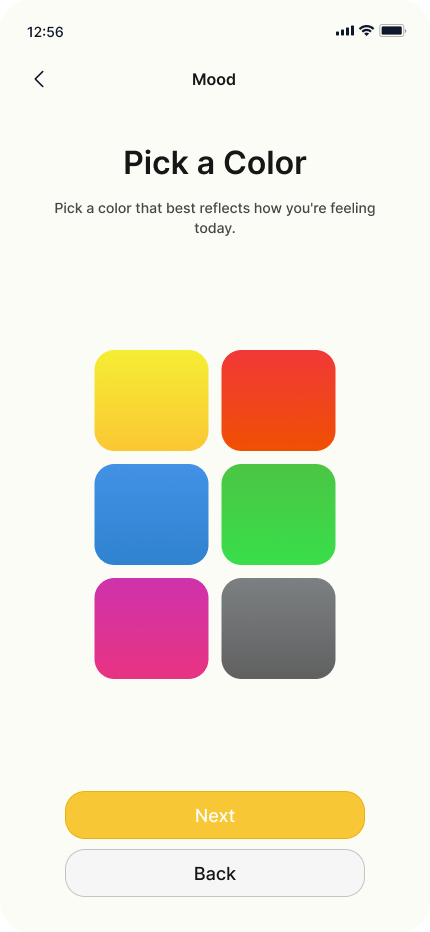 12:56
Mood
Pick a Color
Pick a color that best reflects how you're feeling
today.
Next
Back